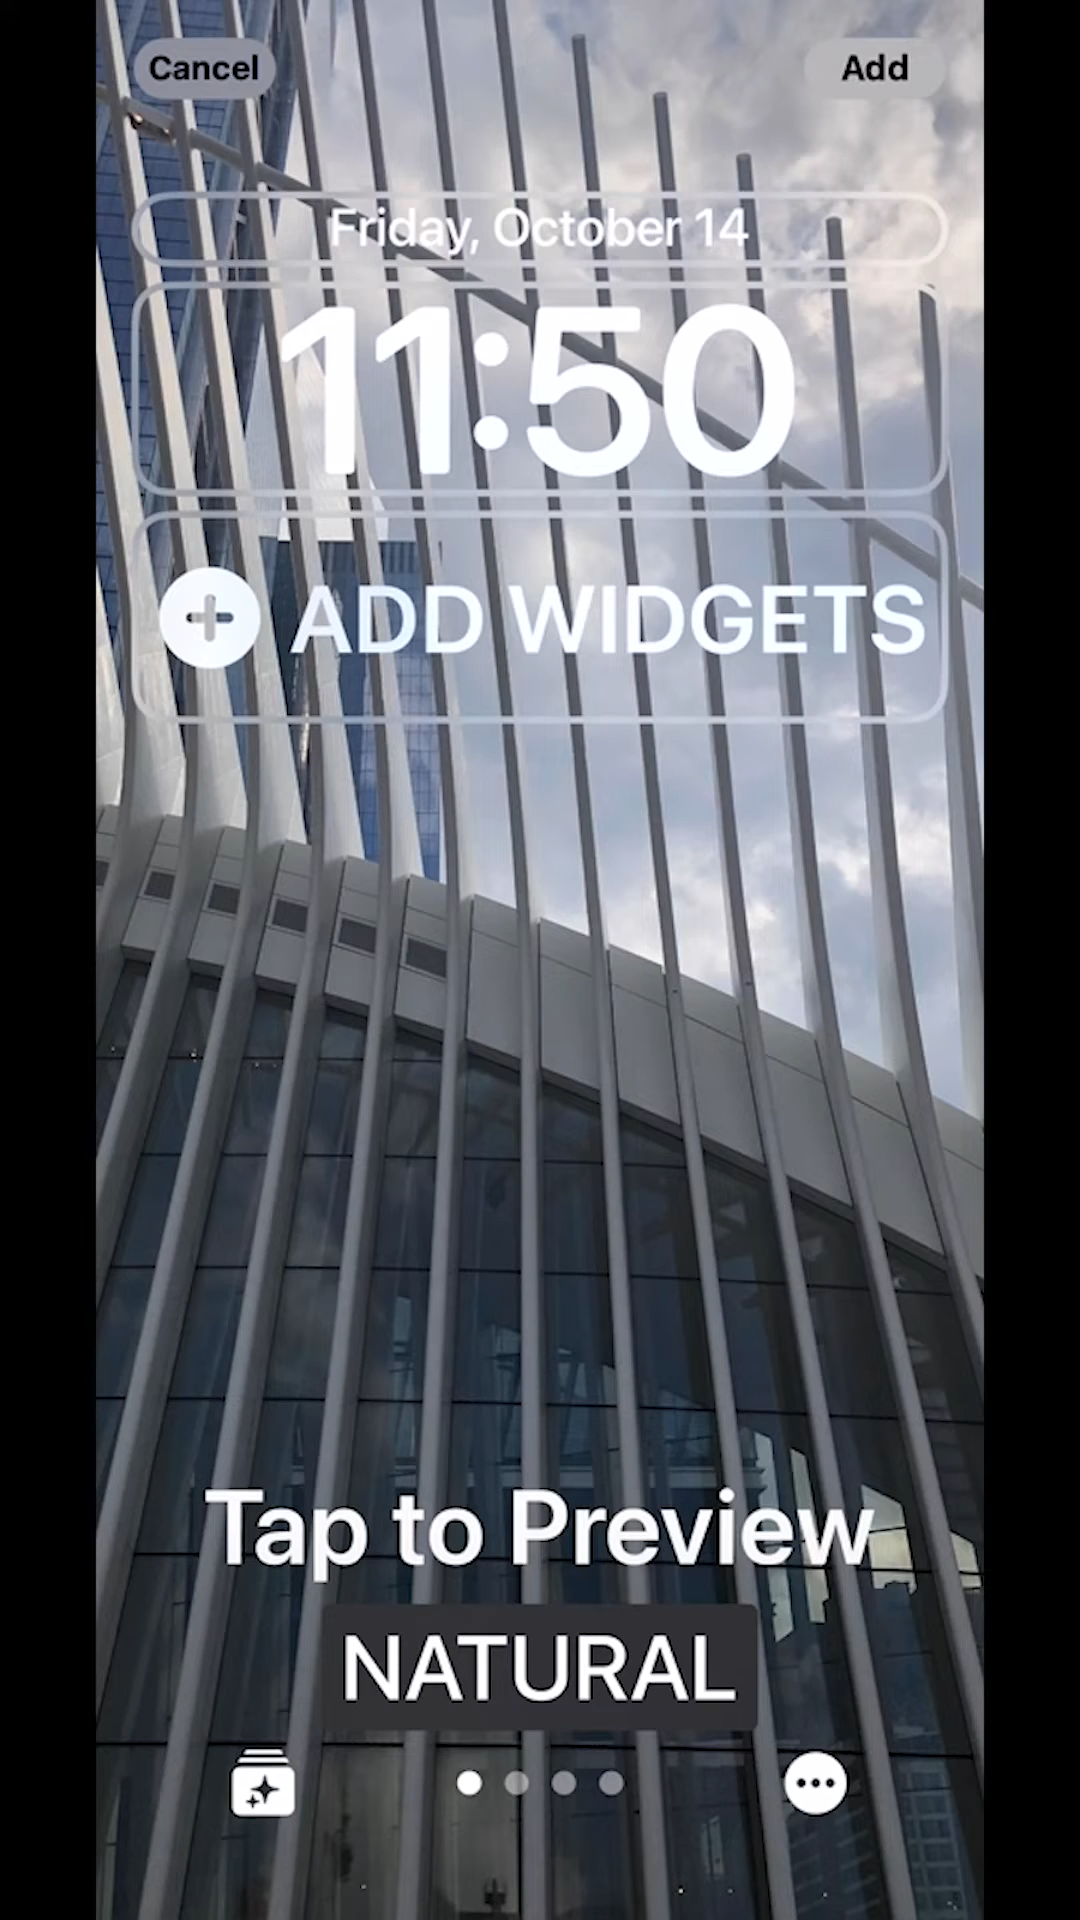 Cancel
Add
Friday, October 14
11:50
ADD WIDGETS
Tap to Preview
NATURAL